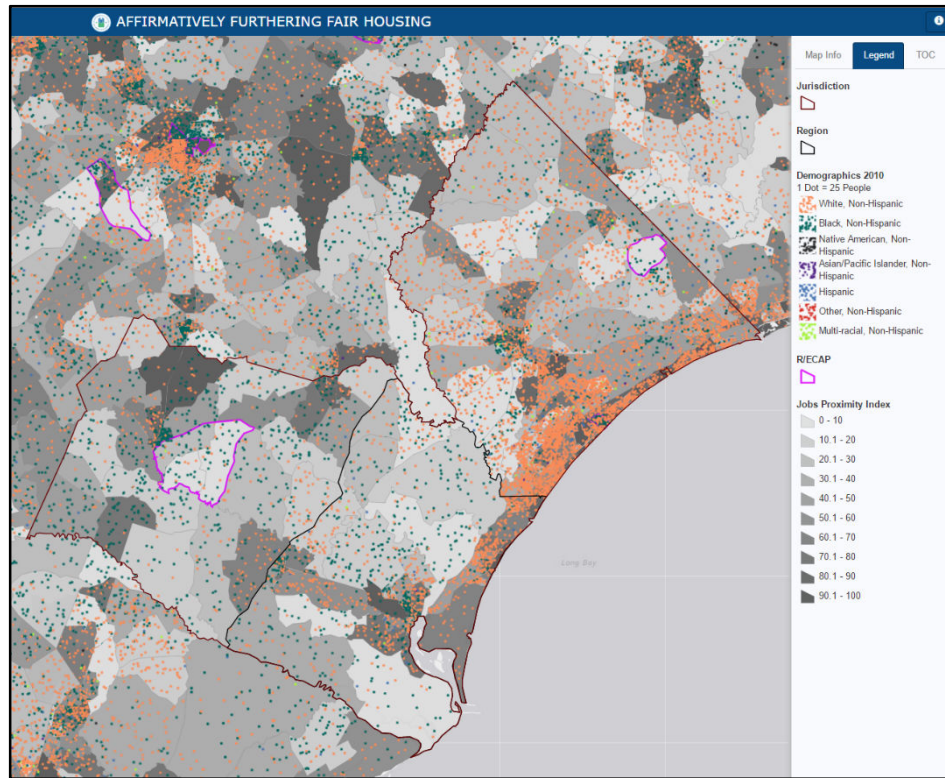 AFFIRMATIVELY FURTHERING FAIR HOUSING
Map Info
Legend
TOC
Jurisdiction
Region
Demographics 2010
1 Dot = 25 People
White, Non-Hispanic
Black, Non-Hispanic
Native American, Non-
Hispanic
Asian/Pacific Islander, Non-
Hispanic
Hispanic
Other, Non-Hispanic
Multi-racial, Non-Hispanic
R/ECAP
Jobs Proximity Index
0 - 10
10.1 - 20
20.1 - 30
30.1 - 40
40.1 - 50
50.1 - 60
60.1 - 70
70.1 - 80
80.1 - 90
90.1 - 100
Long Bay